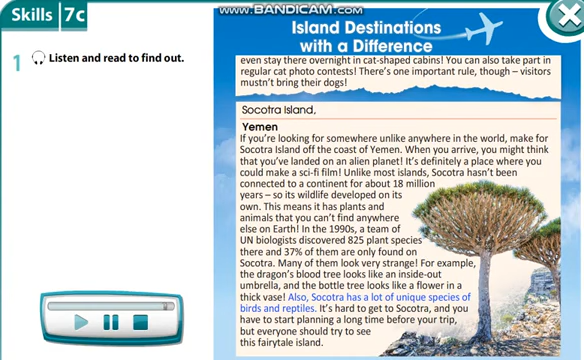 www.BANDICAM.com
Skills 7c
Island Destinations
with a Difference
1 Listen and read to find out.
even stay there overnight in cat-shaped cabins! You can also take part in
regular cat photo contests! There's one important rule, though – visitors
mustn't bring their dogs!
Socotra Island,
Yemen
If you're looking for somewhere unlike anywhere in the world, make for
Socotra Island off the coast of Yemen. When you arrive, you might think
that you've landed on an alien planet! It's definitely a place where you
could make a sci-fi film! Unlike most islands, Socotra hasn't been
connected to a continent for about 18 million
years – so its wildlife developed on its
own. This means it has plants and
animals that you can't find anywhere
else on Earth! In the 1990s, a team of
UN biologists discovered 825 plant species
there and 37% of them are only found on
Socotra. Many of them look very strange! For example,
the dragon's blood tree looks like an inside-out
umbrella, and the bottle tree looks like a flower in a
thick vase! Also, Socotra has a lot of unique species of
birds and reptiles. It's hard to get to Socotra, and you
have to start planning a long time before your trip,
but everyone should try to see
this fairytale island.